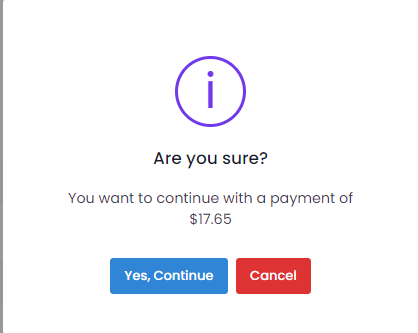 i
Are you sure?
You want to continue with a payment of
$17.65
Yes, Continue
Cancel